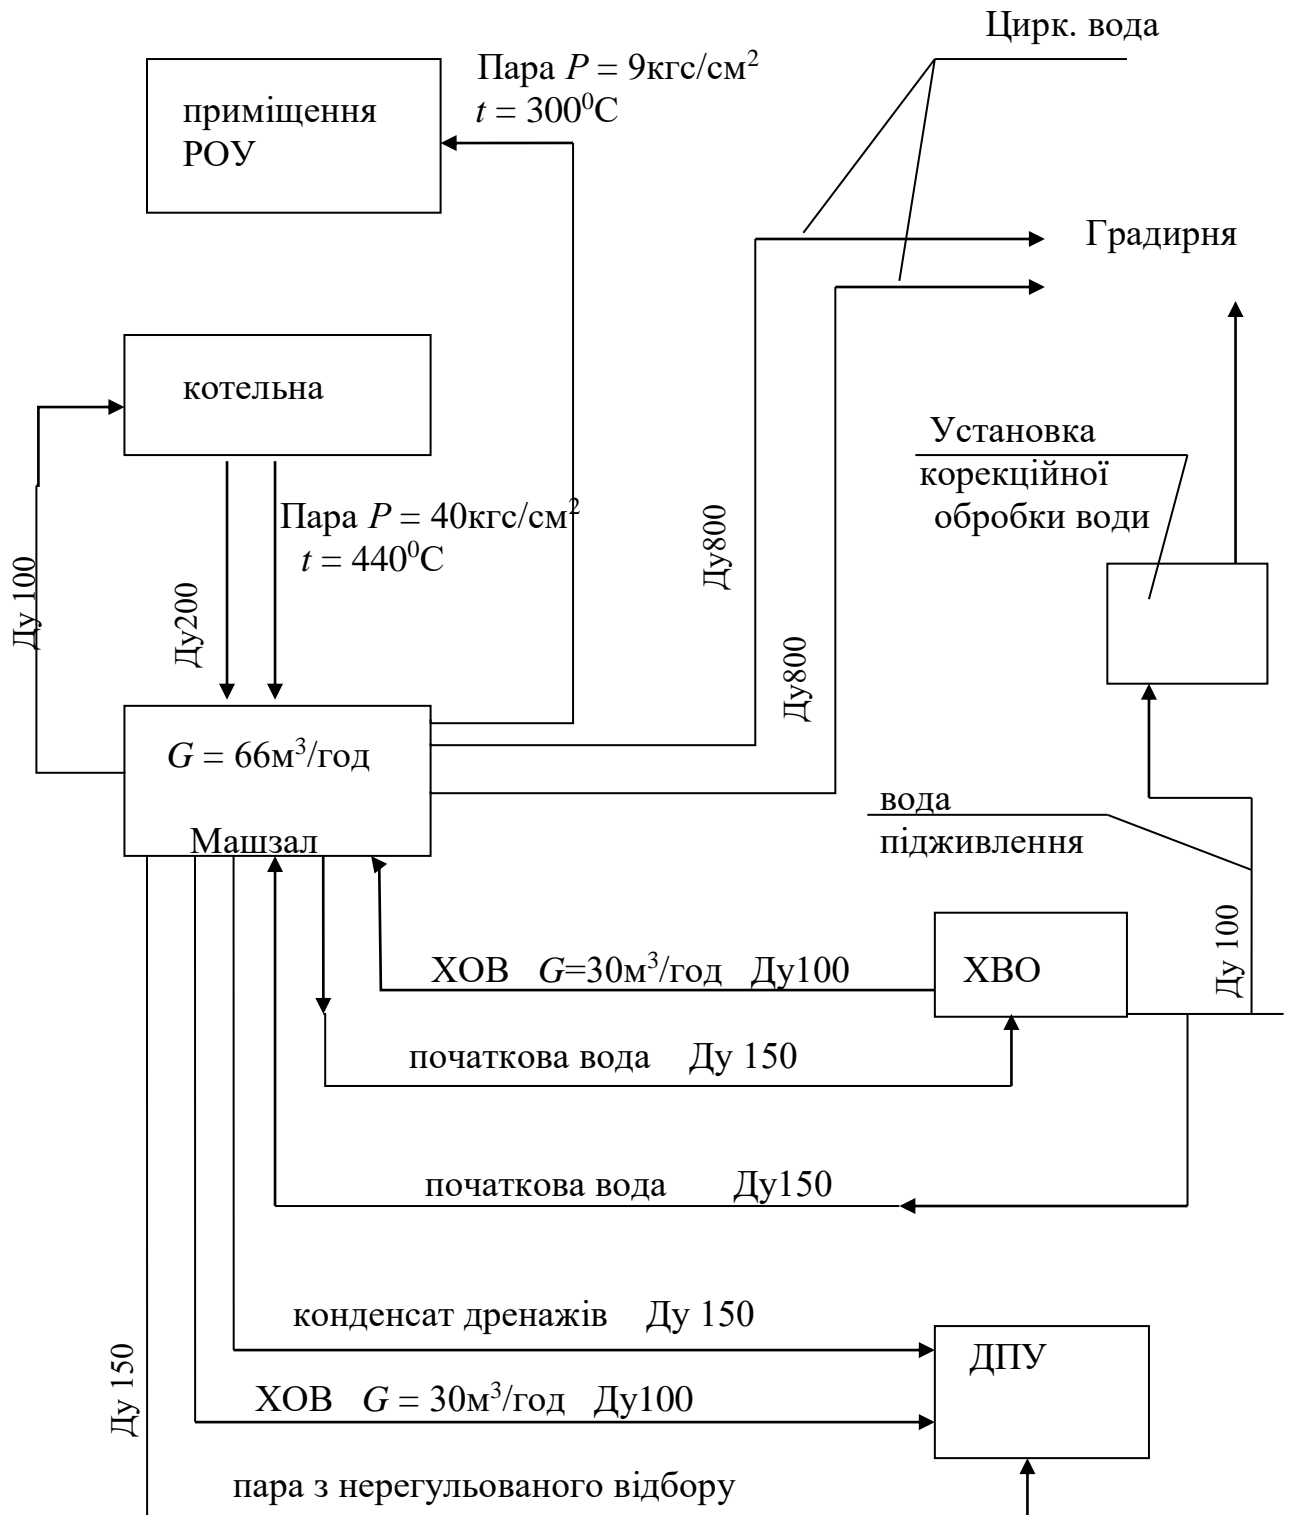 Цирк. вода
Пара P = 9кгс/см²
t = 300⁰С
приміщення
РОУ
Градирня
котельна
Установка
корекційної
обробки води
Пара P = 40кгс/см²
t = 440⁰С
Ду 100
Ду200
Ду800
Ду800
G = 66м³/год
Машзал
вода
підживлення
Ду 100
ХОВ G=30м³/год Ду100
ХВО
початкова вода Ду 150
початкова вода Ду150
конденсат дренажів Ду 150
ДПУ
Ду 150
ХОВ G = 30м³/год Ду100
пара з нерегульованого відбору